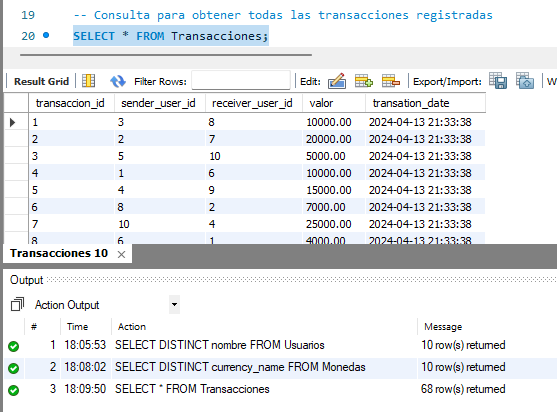 19 -- Consulta para obtener todas las transacciones registradas
20 SELECT * FROM Transacciones;
Result Grid Filter Rows: Edit: Export/Import: W
transaccion_id sender_user_id receiver_user_id valor transation_date
1 3 8 10000.00 2024-04-13 21:33:38
2 2 7 20000.00 2024-04-13 21:33:38
3 5 10 5000.00 2024-04-13 21:33:38
4 1 6 10000.00 2024-04-13 21:33:38
5 4 9 15000.00 2024-04-13 21:33:38
6 8 2 7000.00 2024-04-13 21:33:38
7 10 4 25000.00 2024-04-13 21:33:38
8 6 1 4000.00 2024-04-13 21:33:38
Transacciones 10
Output
Action Output
# Time Action Message
1 18:05:53 SELECT DISTINCT nombre FROM Usuarios 10 row(s) returned
2 18:08:02 SELECT DISTINCT currency_name FROM Monedas 10 row(s) returned
3 18:09:50 SELECT * FROM Transacciones 68 row(s) returned